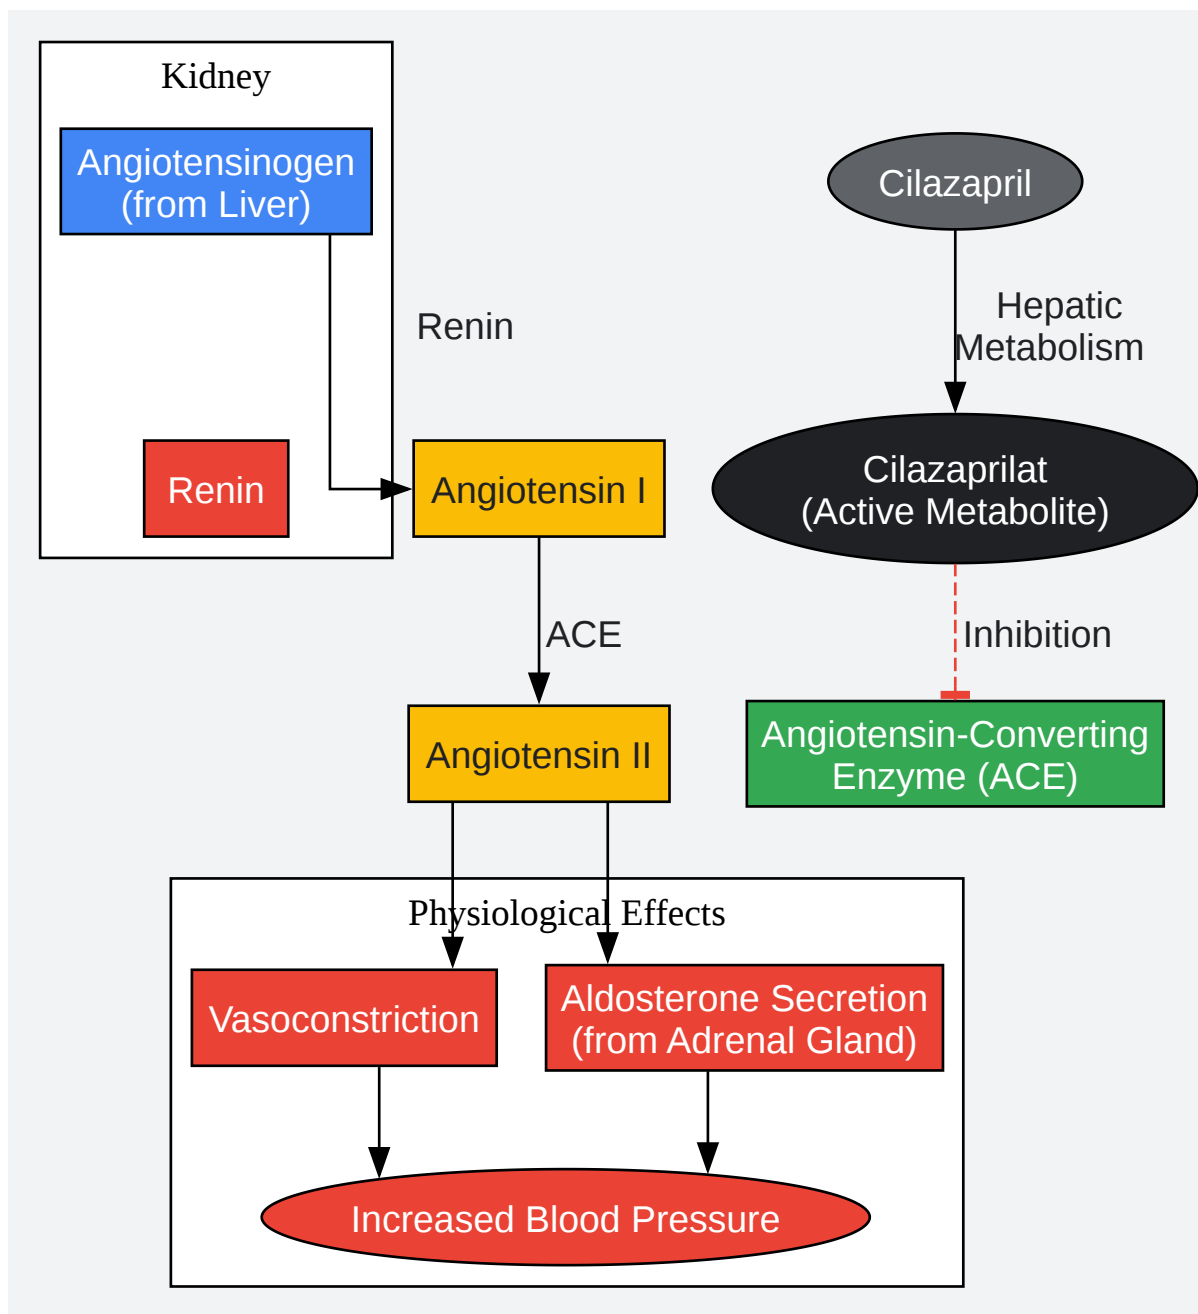 Kidney
Angiotensinogen
(from Liver)
Cilazapril
Renin
Hepatic
Metabolism
Renin
Angiotensin I
Cilazaprilat
(Active Metabolite)
ACE
Inhibition
Angiotensin II
Angiotensin-Converting
Enzyme (ACE)
Physiological Effects
Vasoconstriction
Aldosterone Secretion
(from Adrenal Gland)
Increased Blood Pressure